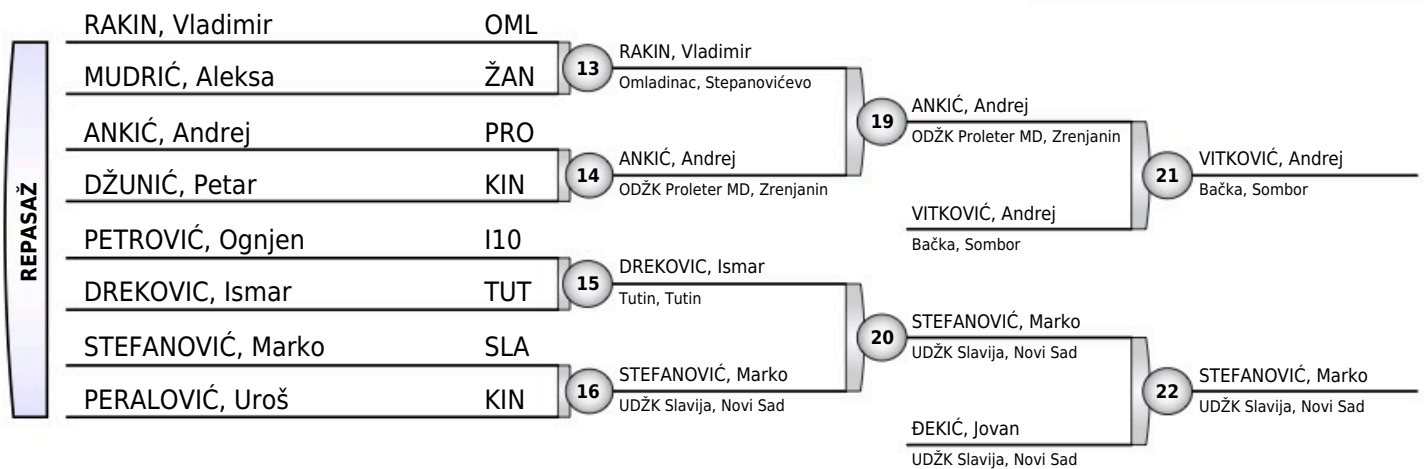 REPASAŽ
RAKIN, Vladimir OML
MUDRIĆ, Aleksa ŽAN
ANKIĆ, Andrej PRO
DŽUNIĆ, Petar KIN
PETROVIĆ, Ognjen I10
DREKOVIC, Ismar TUT
STEFANOVIĆ, Marko SLA
PERALOVIĆ, Uroš KIN
13
RAKIN, Vladimir
Omladinac, Stepanovićevo
14
ANKIĆ, Andrej
ODŽK Proleter MD, Zrenjanin
15
DREKOVIC, Ismar
Tutin, Tutin
16
STEFANOVIĆ, Marko
UDŽK Slavija, Novi Sad
19
ANKIĆ, Andrej
ODŽK Proleter MD, Zrenjanin
VITKOVIĆ, Andrej
Bačka, Sombor
20
STEFANOVIĆ, Marko
UDŽK Slavija, Novi Sad
ĐEKIĆ, Jovan
UDŽK Slavija, Novi Sad
21
VITKOVIĆ, Andrej
Bačka, Sombor
22
STEFANOVIĆ, Marko
UDŽK Slavija, Novi Sad